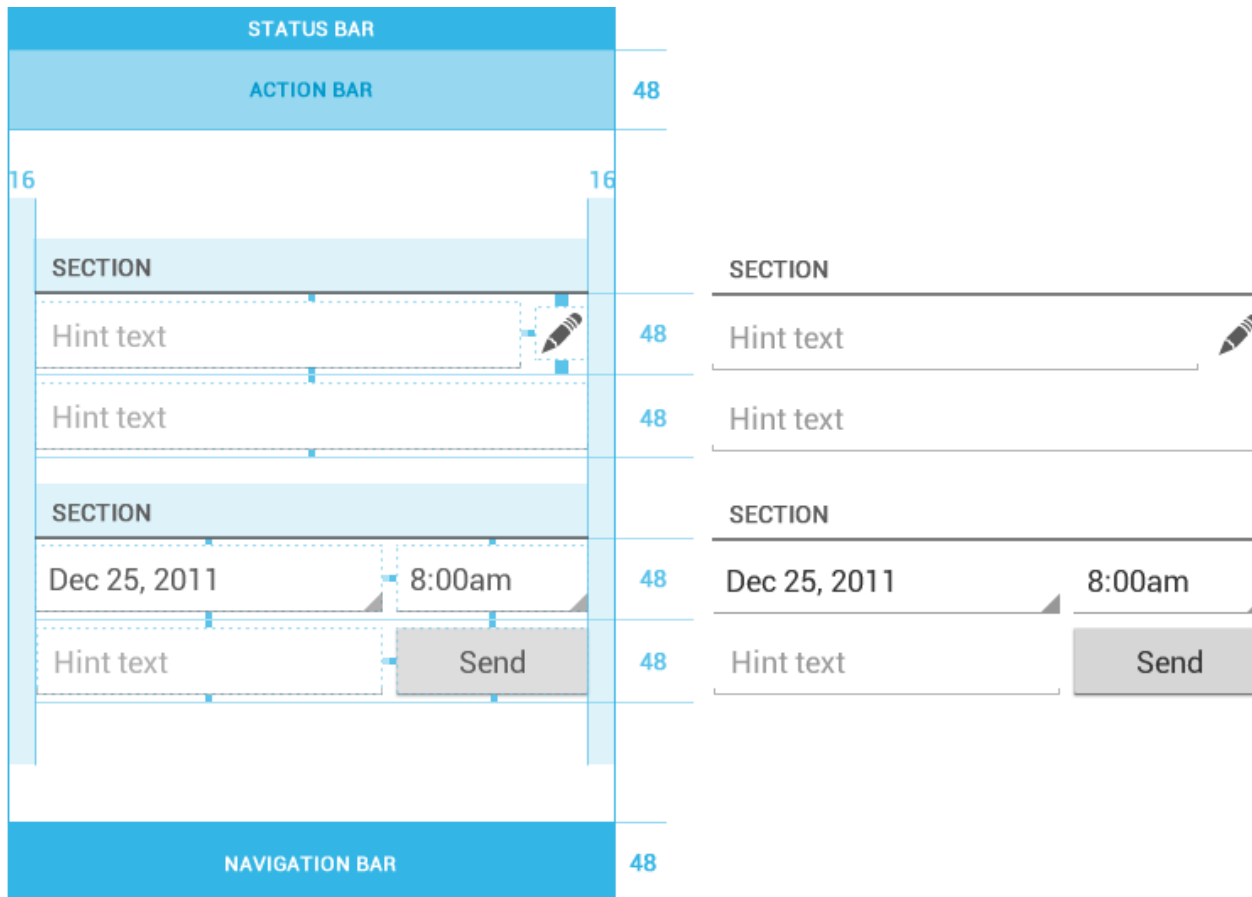 STATUS BAR
ACTION BAR 48
16 16
SECTION SECTION
Hint text 48 Hint text
Hint text 48 Hint text
SECTION SECTION
Dec 25, 2011 8:00am 48 Dec 25, 2011 8:00am
Hint text Send 48 Hint text Send
NAVIGATION BAR 48